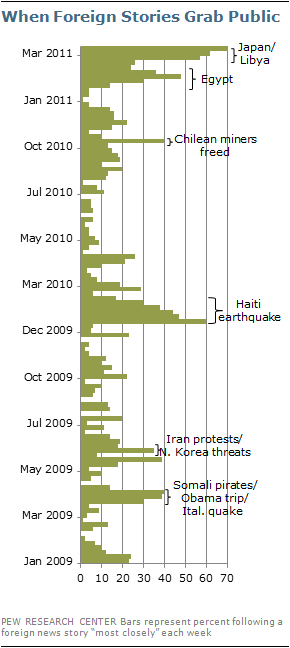 When Foreign Stories Grab Public
Mar 2011
Japan/
Libya
Egypt
Jan 2011
Oct 2010
Chilean miners
freed
Jul 2010
May 2010
Mar 2010
Haiti
earthquake
Dec 2009
Oct 2009
Jul 2009
Iran protests/
N. Korea threats
May 2009
Somali pirates/
Obama trip/
Ital. quake
Mar 2009
Jan 2009
0 10 20 30 40 50 60 70
PEW RESEARCH CENTER Bars represent percent following a
foreign news story "most closely" each week